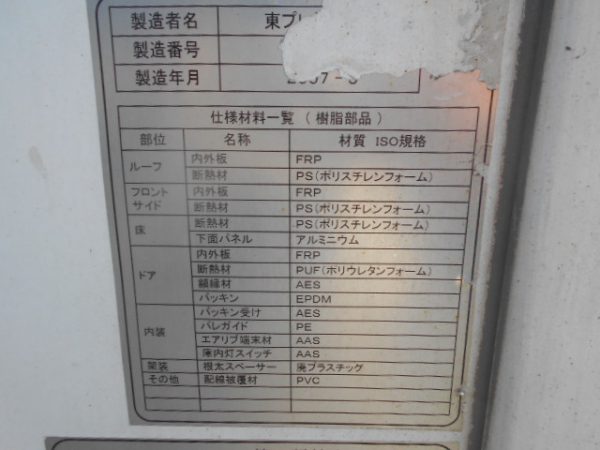 製造者名 東プレ
製造番号
製造年月
仕様材料一覧 ( 樹脂部品 )
部位 名称 材質 ISO規格
ルーフ 内外板 FRP
断熱材 PS(ポリスチレンフォーム)
フロント サイド 内外板 FRP
断熱材 PS(ポリスチレンフォーム)
床 断熱材 PS(ポリスチレンフォーム)
下面パネル アルミニウム
ドア 内外板 FRP
断熱材 PUF(ポリウレタンフォーム)
額縁材 AES
パッキン EPDM
内装 パッキン受け AES
パレガイド PE
エアリブ端末材 AAS
庫内灯スイッチ AAS
架装 根太スペーサー 廃プラスチック
その他 配線被覆材 PVC